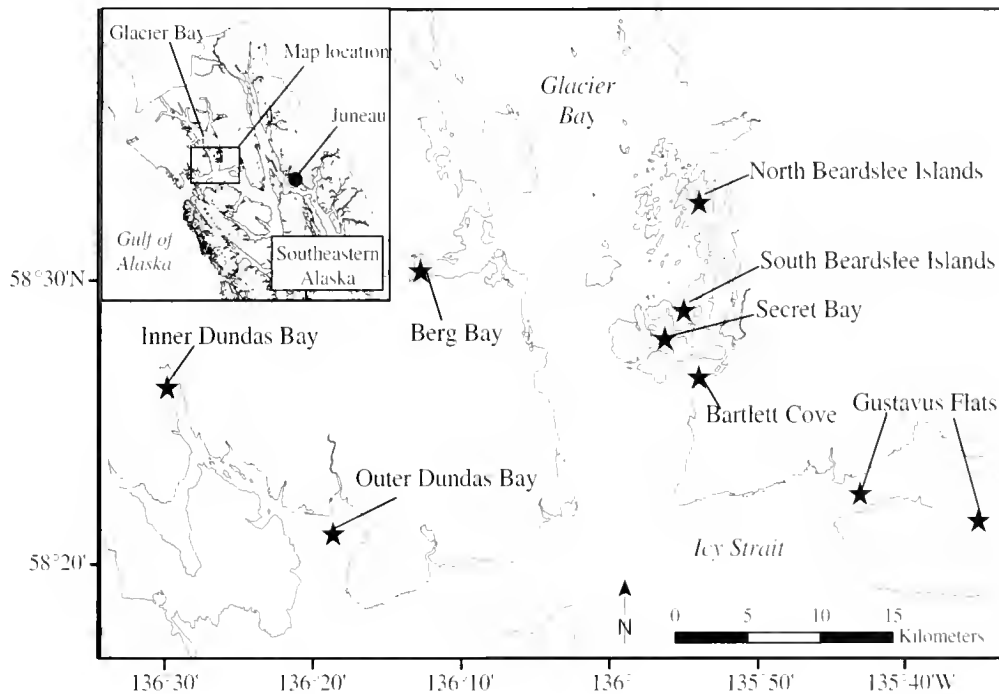 Glacier Bay
Map location
Juneau
Gulf of
Alaska
Southeastern
Alaska
Glacier
Bay
North Beardslee Islands
South Beardslee Islands
58°30'N
Berg Bay
Secret Bay
Inner Dundas Bay
Bartlett Cove
Gustavus Flats
Outer Dundas Bay
Icy Strait
58°20'
N
0 5 10 15
Kilometers
136°30' 136°20' 136°10' 136° 135°50' 135°40'W